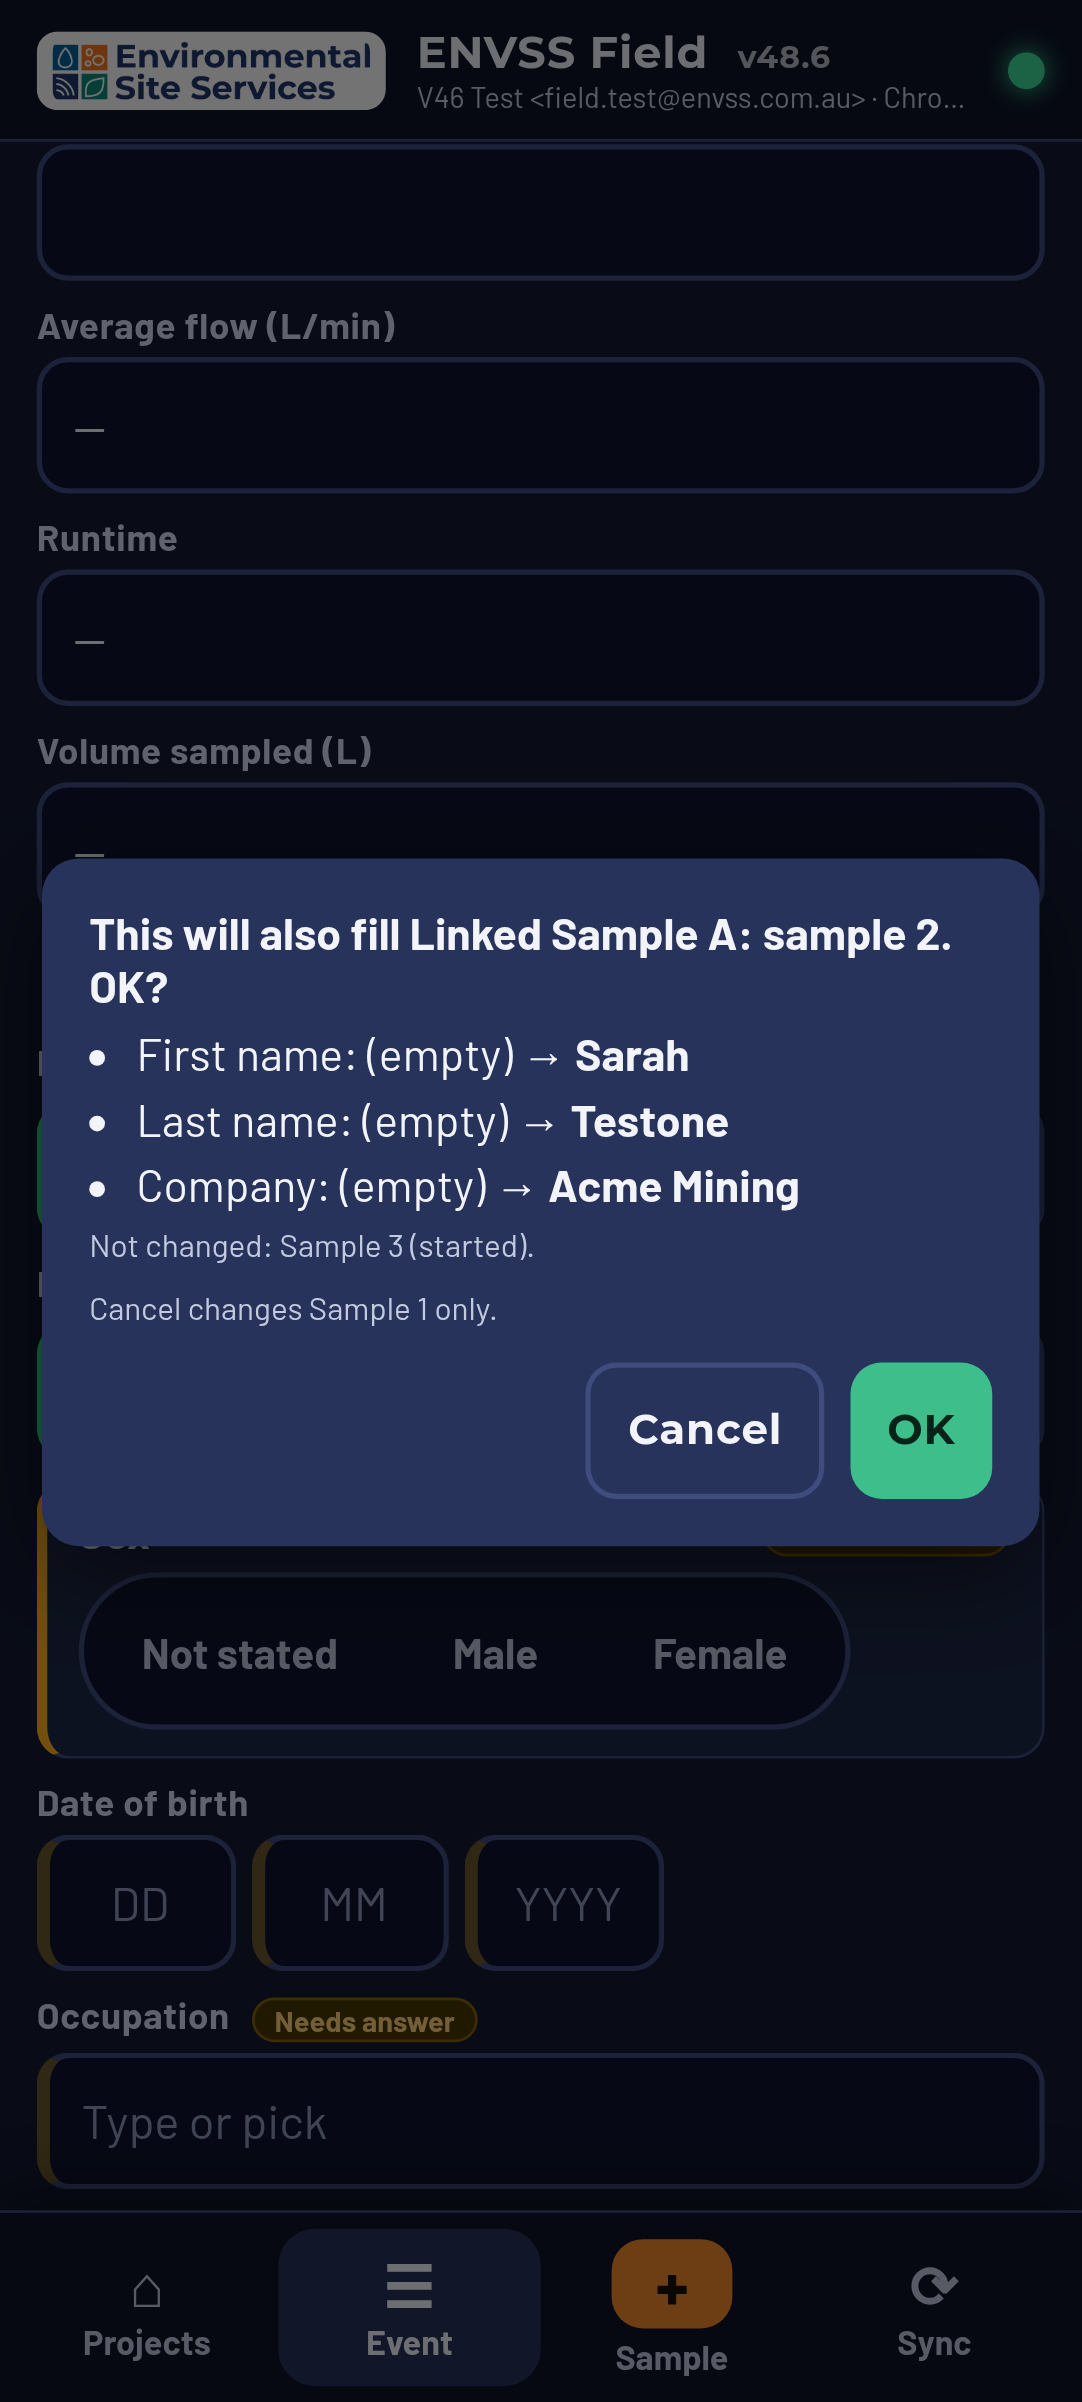 Environmental
Site Services
ENVSS Field v48.6
V46 Test <field.test@envss.com.au> · Chro...
Average flow (L/min)
—
Runtime
—
Volume sampled (L)
—
This will also fill Linked Sample A: sample 2.
OK?
• First name: (empty) → Sarah
• Last name: (empty) → Testone
• Company: (empty) → Acme Mining
Not changed: Sample 3 (started).
Cancel changes Sample 1 only.
Cancel
OK
Not stated
Male
Female
Date of birth
DD
MM
YYYY
Occupation
Needs answer
Type or pick
Projects
Event
+
Sample
Sync